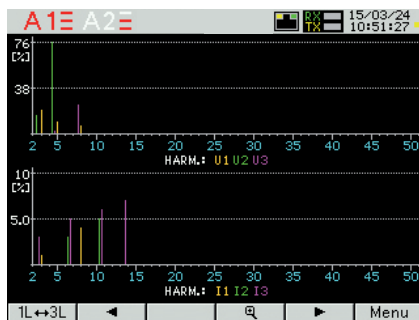 A1Ξ A2Ξ RX 15/03/24
TX 10:51:27
76
[%]
38
2 5 10 15 20 25 30 35 40 45 50
HARM.: U1 U2 U3
10
[%]
5.0
2 5 10 15 20 25 30 35 40 45 50
HARM.: I1 I2 I3
1L↔3L ◄ ► Menu